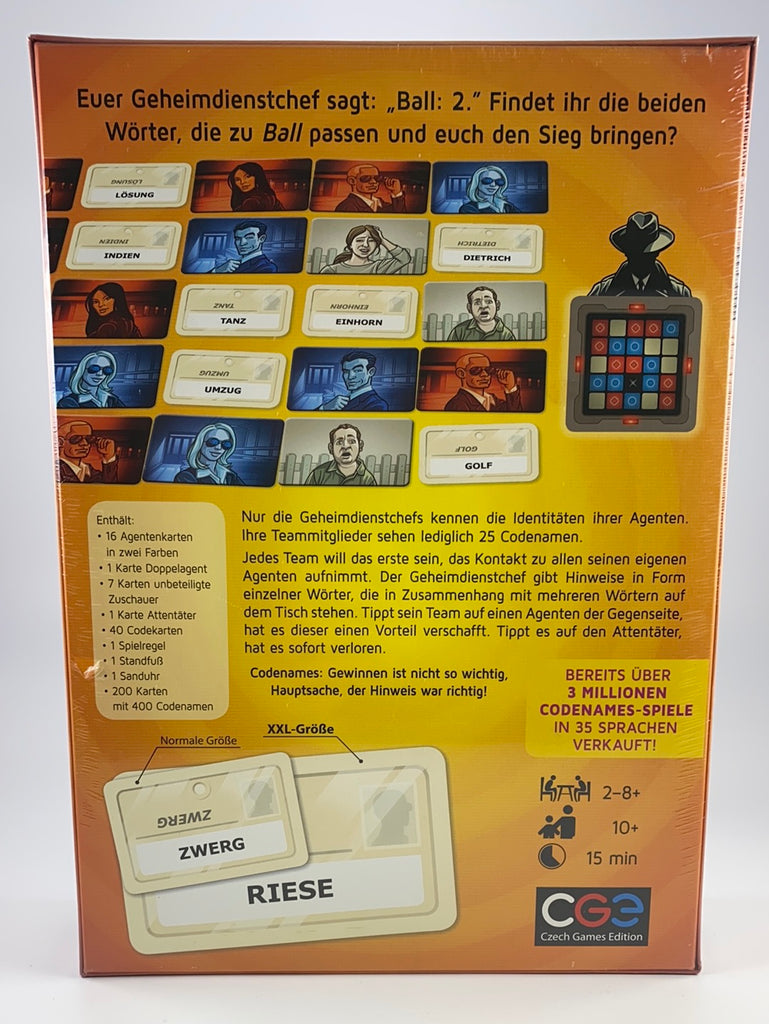 Euer Geheimdienstchef sagt: „Ball: 2.” Findet ihr die beiden
Wörter, die zu Ball passen und euch den Sieg bringen?
LÖSUNG
LÖSUNG
INDIEN
INDIEN
DIETRICH
DIETRICH
TANZ
TANZ
EINHORN
EINHORN
UMZUG
UMZUG
GOLF
GOLF
Enthält:
• 16 Agentenkarten
in zwei Farben
• 1 Karte Doppelagent
• 7 Karten unbeteiligte
Zuschauer
• 1 Karte Attentäter
• 40 Codekarten
• 1 Spielregel
• 1 Standfuß
• 1 Sanduhr
• 200 Karten
mit 400 Codenamen
Nur die Geheimdienstchefs kennen die Identitäten ihrer Agenten.
Ihre Teammitglieder sehen lediglich 25 Codenamen.
Jedes Team will das erste sein, das Kontakt zu allen seinen eigenen
Agenten aufnimmt. Der Geheimdienstchef gibt Hinweise in Form
einzelner Wörter, die in Zusammenhang mit mehreren Wörtern auf
dem Tisch stehen. Tippt sein Team auf einen Agenten der Gegenseite,
hat es dieser einen Vorteil verschafft. Tippt es auf den Attentäter,
hat es sofort verloren.
Codenames: Gewinnen ist nicht so wichtig,
Hauptsache, der Hinweis war richtig!
BEREITS ÜBER
3 MILLIONEN
CODENAMES-SPIELE
IN 35 SPRACHEN
VERKAUFT!
Normale Größe
XXL-Größe
ZWERG
ZWERG
RIESE
2–8+
10+
15 min
CGE
Czech Games Edition